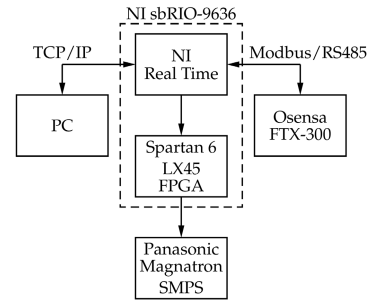 NI sbRIO-9636
TCP/IP
Modbus/RS485
NI
Real Time
PC
Osensa
FTX-300
Spartan 6
LX45
FPGA
Panasonic
Magnatron
SMPS